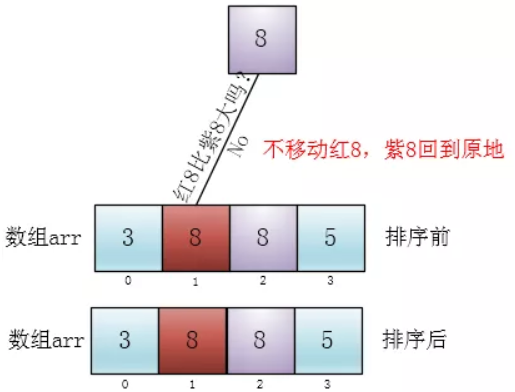 8
红8比紫8大吗?
No
不移动红8，紫8回到原地
数组arr 3 8 8 5 排序前
0 1 2 3
数组arr 3 8 8 5 排序后
0 1 2 3